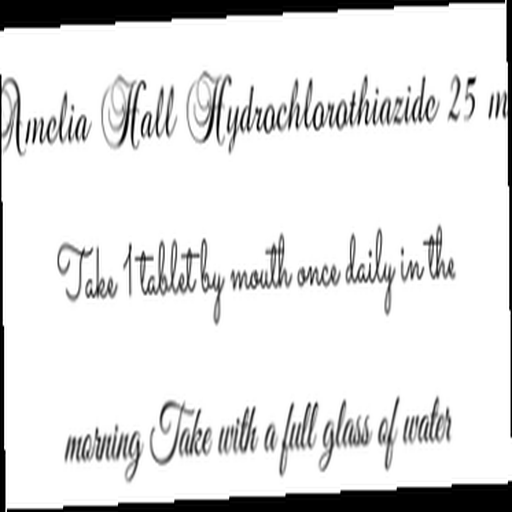 Amelia Hall Hydrochlorothiazide 25 m
Take 1 tablet by mouth once daily in the
morning Take with a full glass of water